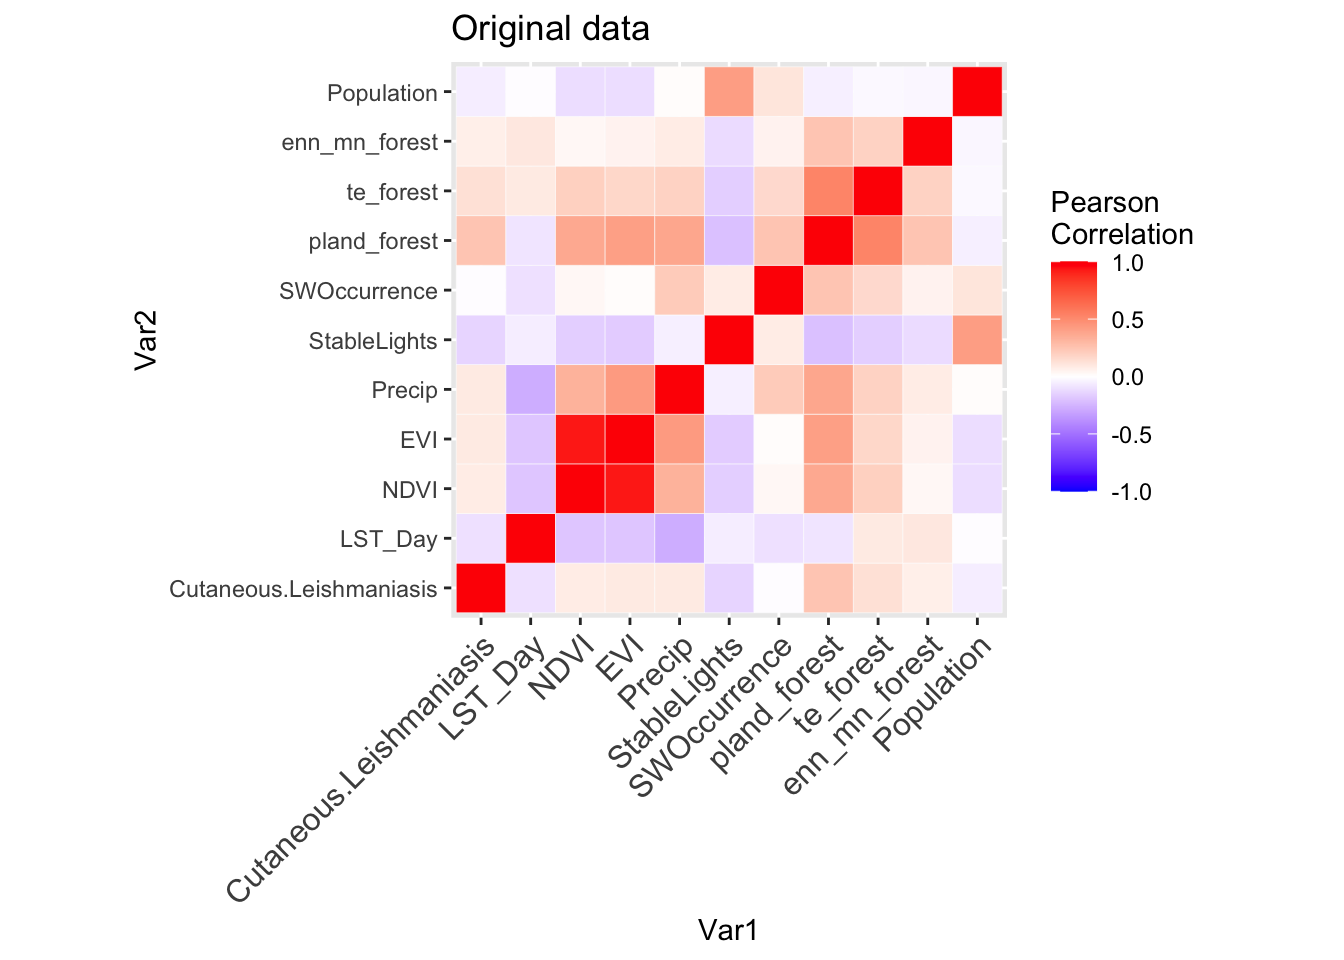 Original data
Population
enn_mn_forest
te_forest
pland_forest
SWOccurrence
StableLights
Precip
EVI
NDVI
LST_Day
Cutaneous.Leishmaniasis
Var2
Cutaneous.Leishmaniasis
LST_Day
NDVI
EVI
Precip
StableLights
SWOccurrence
pland_forest
te_forest
enn_mn_forest
Population
Var1
Pearson
Correlation
1.0
0.5
0.0
-0.5
-1.0